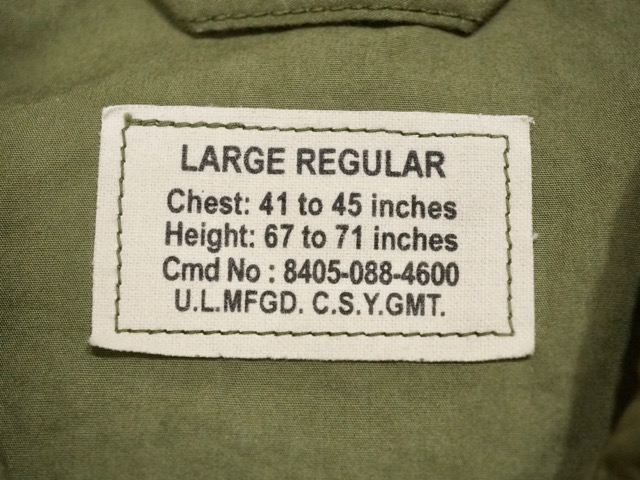 LARGE REGULAR
Chest: 41 to 45 inches
Height: 67 to 71 inches
Cmd No : 8405-088-4600
U.L.MFGD. C.S.Y.GMT.